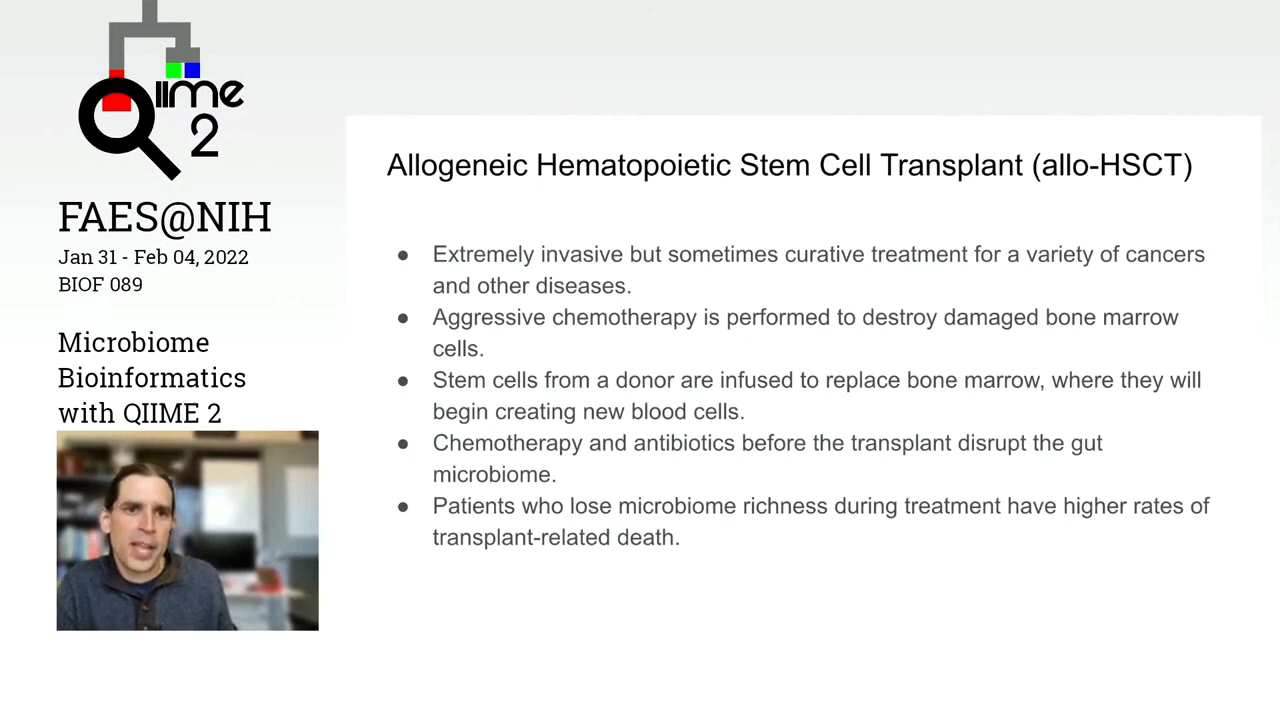 QIIME
2
FAES@NIH
Jan 31 - Feb 04, 2022
BIOF 089
Microbiome
Bioinformatics
with QIIME 2
Allogeneic Hematopoietic Stem Cell Transplant (allo-HSCT)
● Extremely invasive but sometimes curative treatment for a variety of cancers
and other diseases.
● Aggressive chemotherapy is performed to destroy damaged bone marrow
cells.
● Stem cells from a donor are infused to replace bone marrow, where they will
begin creating new blood cells.
● Chemotherapy and antibiotics before the transplant disrupt the gut
microbiome.
● Patients who lose microbiome richness during treatment have higher rates of
transplant-related death.